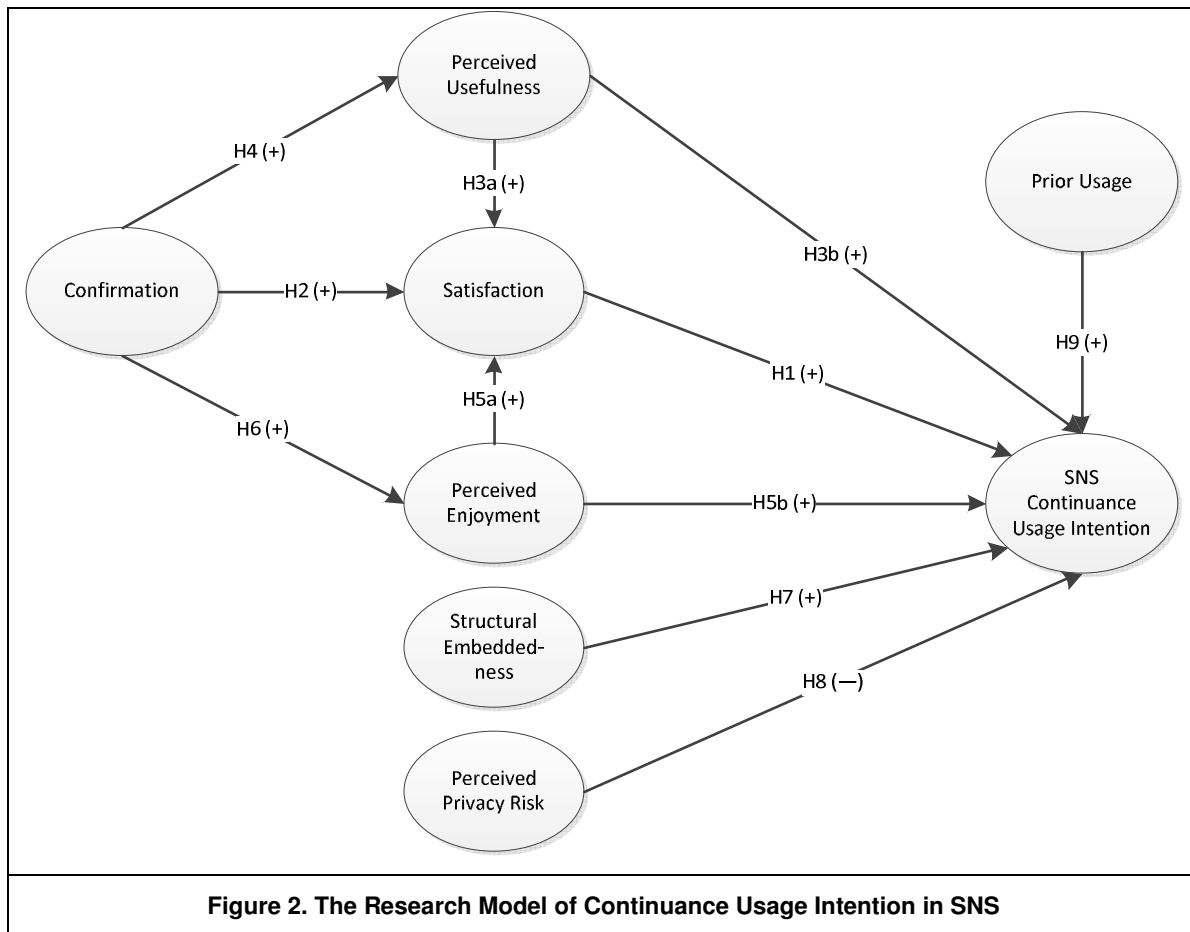 Perceived
Usefulness
H4 (+)
H3a (+)
Prior Usage
H3b (+)
Confirmation
H2 (+)
Satisfaction
H9 (+)
H1 (+)
H5a (+)
H6 (+)
Perceived
Enjoyment
H5b (+)
SNS
Continuance
Usage Intention
H7 (+)
Structural
Embedded-
ness
H8 (—)
Perceived
Privacy Risk
Figure 2. The Research Model of Continuance Usage Intention in SNS